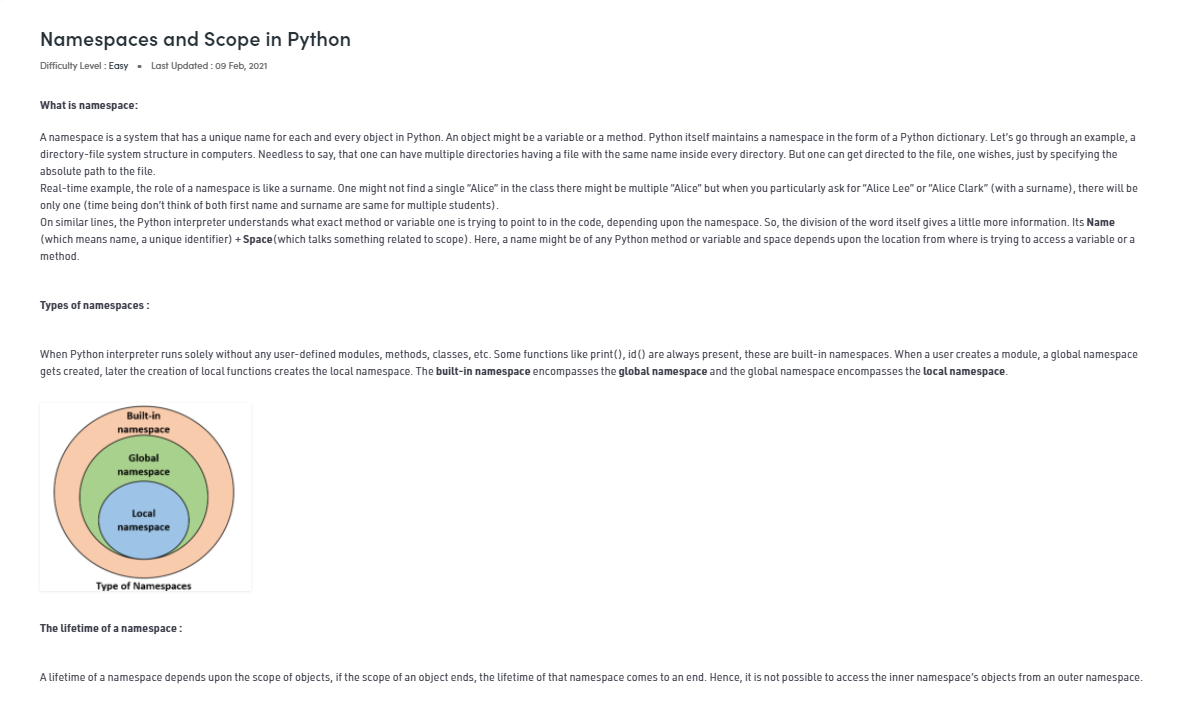 Namespaces and Scope in Python
Difficulty Level : Easy ● Last Updated : 09 Feb, 2021
What is namespace:
A namespace is a system that has a unique name for each and every object in Python. An object might be a variable or a method. Python itself maintains a namespace in the form of a Python dictionary. Let's go through an example, a
directory-file system structure in computers. Needless to say, that one can have multiple directories having a file with the same name inside every directory. But one can get directed to the file, one wishes, just by specifying the
absolute path to the file.
Real-time example, the role of a namespace is like a surname. One might not find a single "Alice" in the class there might be multiple "Alice" but when you particularly ask for "Alice Lee" or "Alice Clark" (with a surname), there will be
only one (time being don't think of both first name and surname are same for multiple students).
On similar lines, the Python interpreter understands what exact method or variable one is trying to point to in the code, depending upon the namespace. So, the division of the word itself gives a little more information. Its Name
(which means name, a unique identifier) + Space(which talks something related to scope). Here, a name might be of any Python method or variable and space depends upon the location from where is trying to access a variable or a
method.
Types of namespaces :
When Python interpreter runs solely without any user-defined modules, methods, classes, etc. Some functions like print(), id() are always present, these are built-in namespaces. When a user creates a module, a global namespace
gets created, later the creation of local functions creates the local namespace. The built-in namespace encompasses the global namespace and the global namespace encompasses the local namespace.
Built-in
namespace
Global
namespace
Local
namespace
Type of Namespaces
The lifetime of a namespace :
A lifetime of a namespace depends upon the scope of objects, if the scope of an object ends, the lifetime of that namespace comes to an end. Hence, it is not possible to access the inner namespace's objects from an outer namespace.